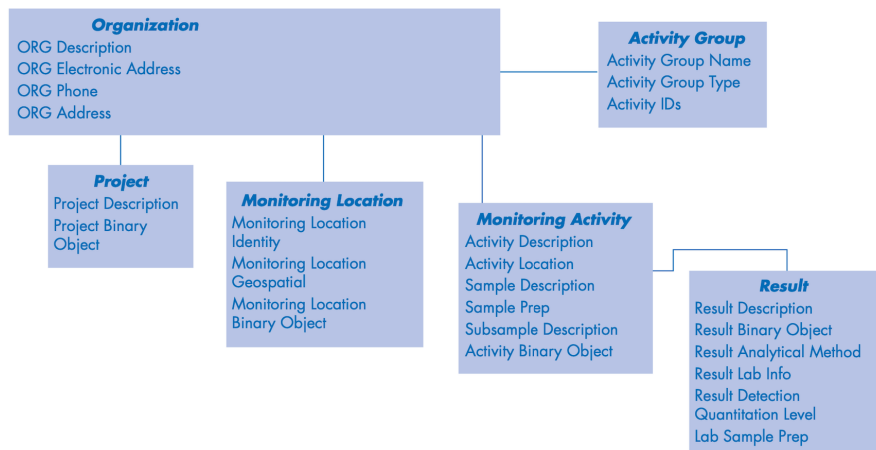 Organization
ORG Description
ORG Electronic Address
ORG Phone
ORG Address
Activity Group
Activity Group Name
Activity Group Type
Activity IDs
Project
Project Description
Project Binary
Object
Monitoring Location
Monitoring Location
Identity
Monitoring Location
Geospatial
Monitoring Location
Binary Object
Monitoring Activity
Activity Description
Activity Location
Sample Description
Sample Prep
Subsample Description
Activity Binary Object
Result
Result Description
Result Binary Object
Result Analytical Method
Result Lab Info
Result Detection
Quantitation Level
Lab Sample Prep